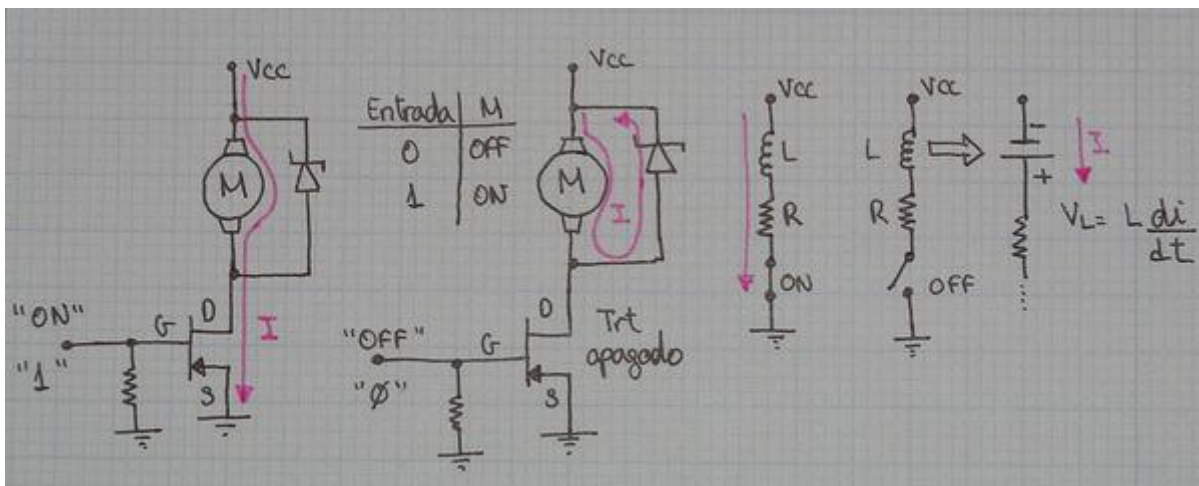 Vcc
M
"ON"
"1"
G
D
S
I
Entrada | M
0 | OFF
1 | ON
Vcc
M
I
"OFF"
"Ø"
G
D
S
Trt
apagado
Vcc
L
R
ON
Vcc
L
R
OFF
-
+
I
VL = L di/dt